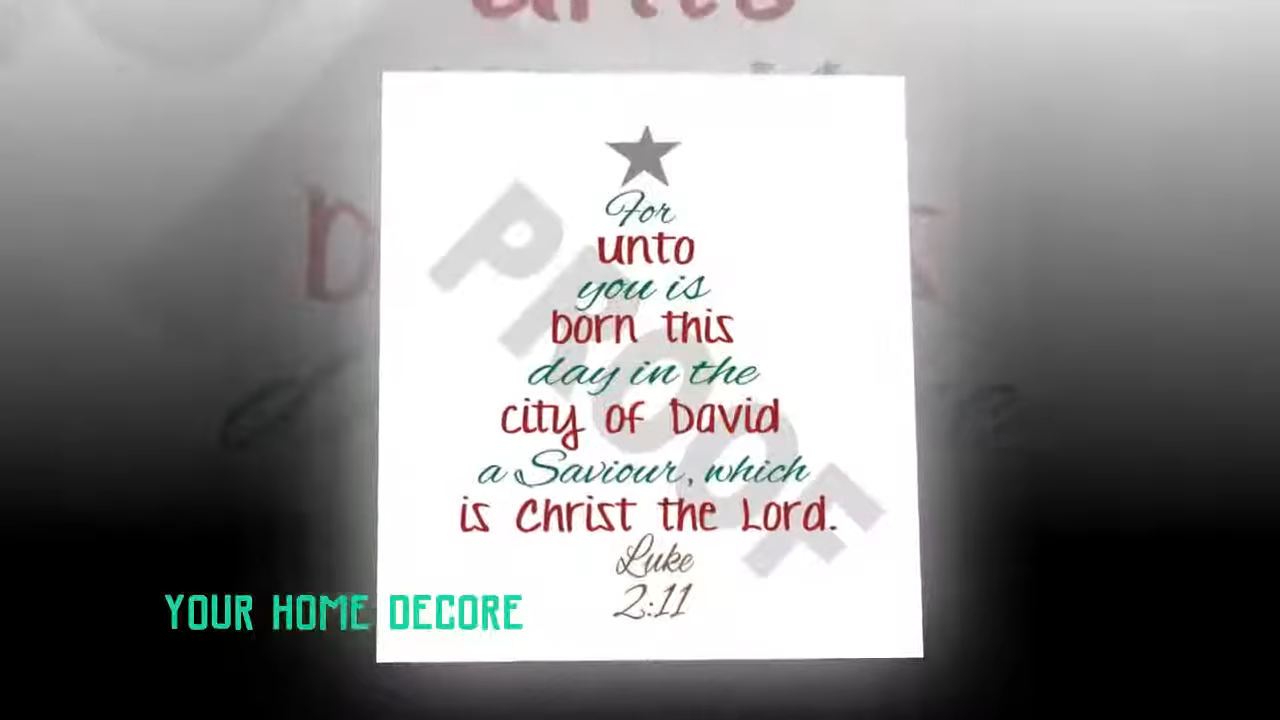 For
unto
you is
born this
day in the
city of David
a Saviour, which
is Christ the Lord.
Luke
2:11
PROOF
YOUR HOME DECORE